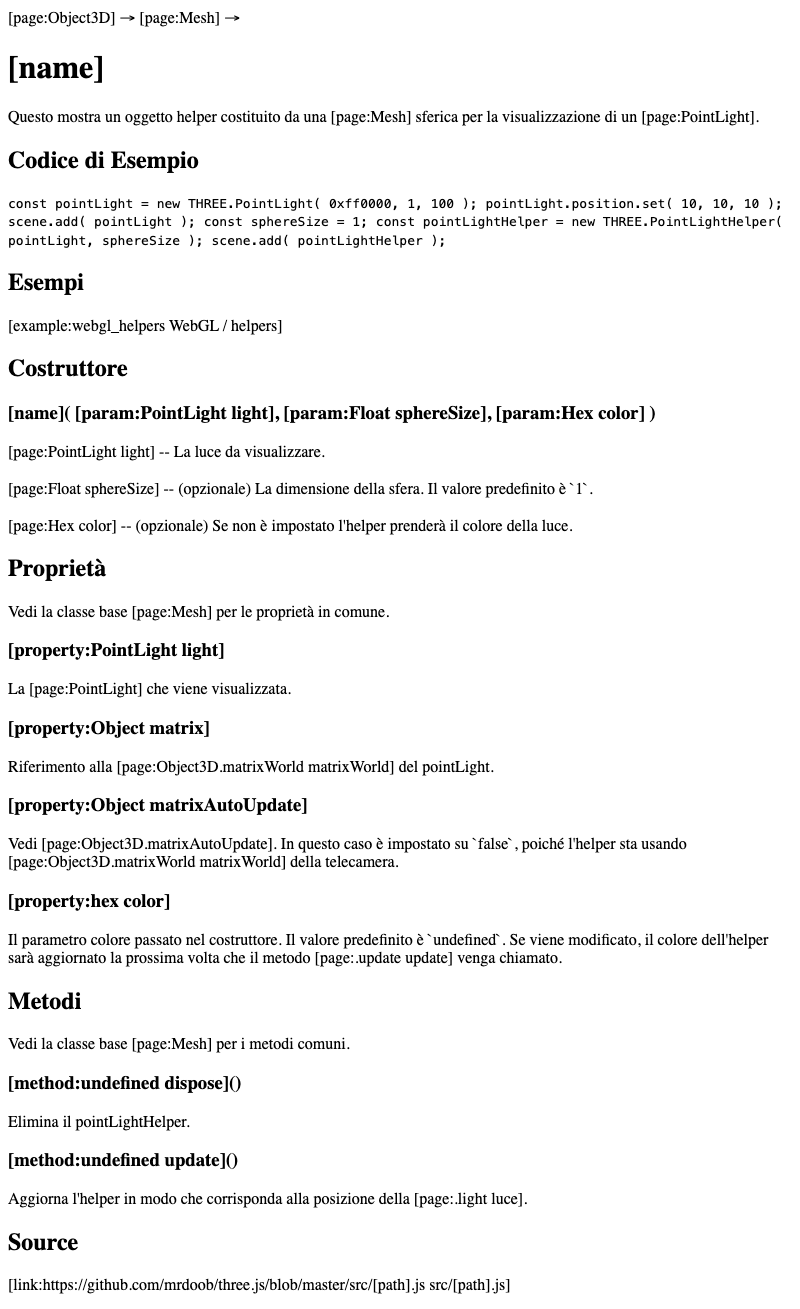 [page:Object3D] → [page:Mesh] →
[name]
Questo mostra un oggetto helper costituito da una [page:Mesh] sferica per la visualizzazione di un [page:PointLight].
Codice di Esempio
const pointLight = new THREE.PointLight( 0xff0000, 1, 100 ); pointLight.position.set( 10, 10, 10 );
scene.add( pointLight ); const sphereSize = 1; const pointLightHelper = new THREE.PointLightHelper(
pointLight, sphereSize ); scene.add( pointLightHelper );
Esempi
[example:webgl_helpers WebGL / helpers]
Costruttore
[name]( [param:PointLight light], [param:Float sphereSize], [param:Hex color] )
[page:PointLight light] -- La luce da visualizzare.
[page:Float sphereSize] -- (opzionale) La dimensione della sfera. Il valore predefinito è `1`.
[page:Hex color] -- (opzionale) Se non è impostato l'helper prenderà il colore della luce.
Proprietà
Vedi la classe base [page:Mesh] per le proprietà in comune.
[property:PointLight light]
La [page:PointLight] che viene visualizzata.
[property:Object matrix]
Riferimento alla [page:Object3D.matrixWorld matrixWorld] del pointLight.
[property:Object matrixAutoUpdate]
Vedi [page:Object3D.matrixAutoUpdate]. In questo caso è impostato su `false`, poiché l'helper sta usando
[page:Object3D.matrixWorld matrixWorld] della telecamera.
[property:hex color]
Il parametro colore passato nel costruttore. Il valore predefinito è `undefined`. Se viene modificato, il colore dell'helper
sarà aggiornato la prossima volta che il metodo [page:.update update] venga chiamato.
Metodi
Vedi la classe base [page:Mesh] per i metodi comuni.
[method:undefined dispose]()
Elimina il pointLightHelper.
[method:undefined update]()
Aggiorna l'helper in modo che corrisponda alla posizione della [page:.light luce].
Source
[link:https://github.com/mrdoob/three.js/blob/master/src/[path].js src/[path].js]